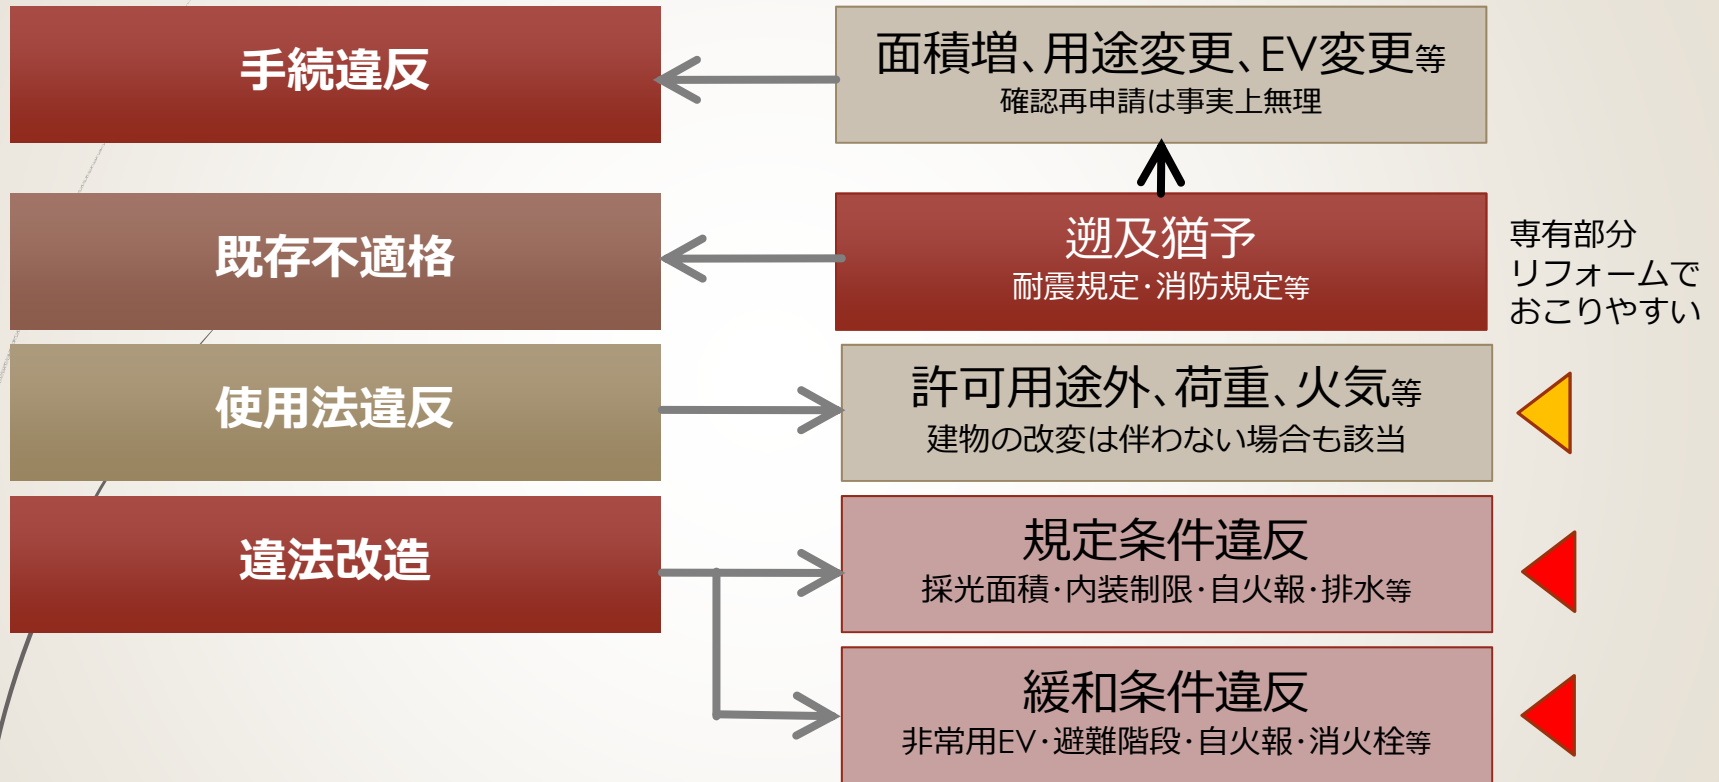 手続違反
面積増、用途変更、EV変更等
確認再申請は事実上無理
既存不適格
遡及猶予
耐震規定・消防規定等
専有部分
リフォームで
おこりやすい
使用法違反
許可用途外、荷重、火気等
建物の改変は伴わない場合も該当
違法改造
規定条件違反
採光面積・内装制限・自火報・排水等
緩和条件違反
非常用EV・避難階段・自火報・消火栓等